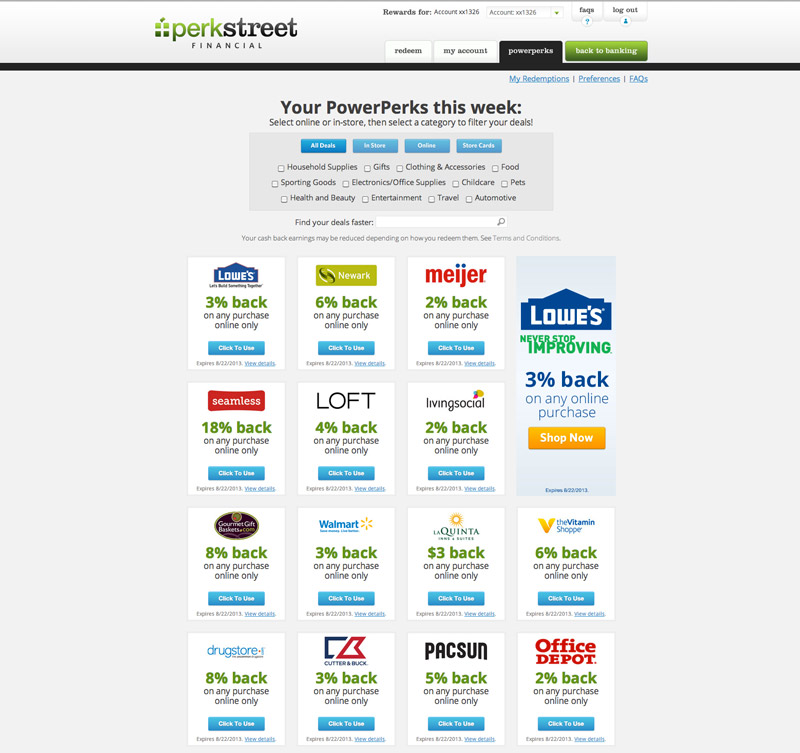 Rewards for: Account xx1326
Account: xx1326
faqs
log out
perkstreet
FINANCIAL
redeem
my account
powerperks
back to banking
My Redemptions | Preferences | FAQs
Your PowerPerks this week:
Select online or in-store, then select a category to filter your deals!
All Deals
In Store
Online
Store Cards
Household Supplies Gifts Clothing & Accessories Food
Sporting Goods Electronics/Office Supplies Childcare Pets
Health and Beauty Entertainment Travel Automotive
Find your deals faster:
Your cash back earnings may be reduced depending on how you redeem them. See Terms and Conditions.
LOWE'S
Let's Build Something Together
3% back
on any purchase
online only
Click To Use
Expires 8/22/2013. View details.
Newark
6% back
on any purchase
online only
Click To Use
Expires 8/22/2013. View details.
meijer
2% back
on any purchase
online only
Click To Use
Expires 8/22/2013. View details.
LOWE'S
NEVER STOP
IMPROVING
3% back
on any online
purchase
Shop Now
Expires 8/22/2013.
seamless
18% back
on any purchase
online only
Click To Use
Expires 8/22/2013. View details.
LOFT
4% back
on any purchase
online only
Click To Use
Expires 8/22/2013. View details.
livingsocial
2% back
on any purchase
online only
Click To Use
Expires 8/22/2013. View details.
GourmetGift
Baskets.com
8% back
on any purchase
online only
Click To Use
Expires 8/22/2013. View details.
Walmart
Save money. Live better.
3% back
on any purchase
online only
Click To Use
Expires 8/22/2013. View details.
LAQUINTA
INNS & SUITES
$3 back
on any purchase
online only
Click To Use
Expires 8/22/2013. View details.
theVitamin
Shoppe
6% back
on any purchase
online only
Click To Use
Expires 8/22/2013. View details.
drugstore
8% back
on any purchase
online only
Click To Use
Expires 8/22/2013. View details.
CUTTER & BUCK
3% back
on any purchase
online only
Click To Use
Expires 8/22/2013. View details.
PACSUN
5% back
on any purchase
online only
Click To Use
Expires 8/22/2013. View details.
Office
DEPOT
2% back
on any purchase
online only
Click To Use
Expires 8/22/2013. View details.